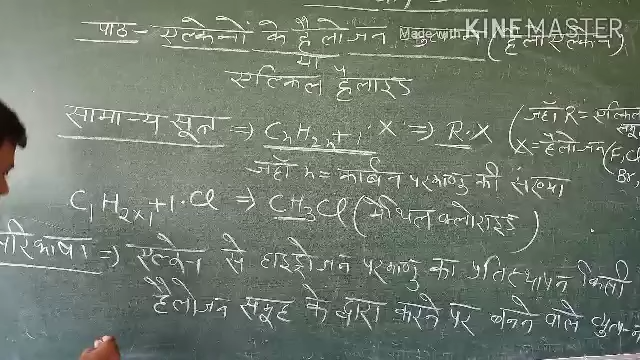 Made with KINEMASTER
पाठ- एल्केनों के हैलोजन (हैलोएल्केन)
या
एल्किल हैलाइड
सामान्य सूत्र ⇒ CnH2n+1 X ⇒ R-X (जहाँ R = एल्किल
X = हैलोजन (F, Cl
Br,
जहाँ n = कार्बन परमाणु की संख्या
C1H2×1+1·Cl ⇒ CH3Cl (मेथिल क्लोराइड)
परिभाषा ⇒ एल्केन से हाइड्रोजन परमाणु का प्रतिस्थापन किसी
हैलोजन समूह के द्वारा करने पर बनने वाले